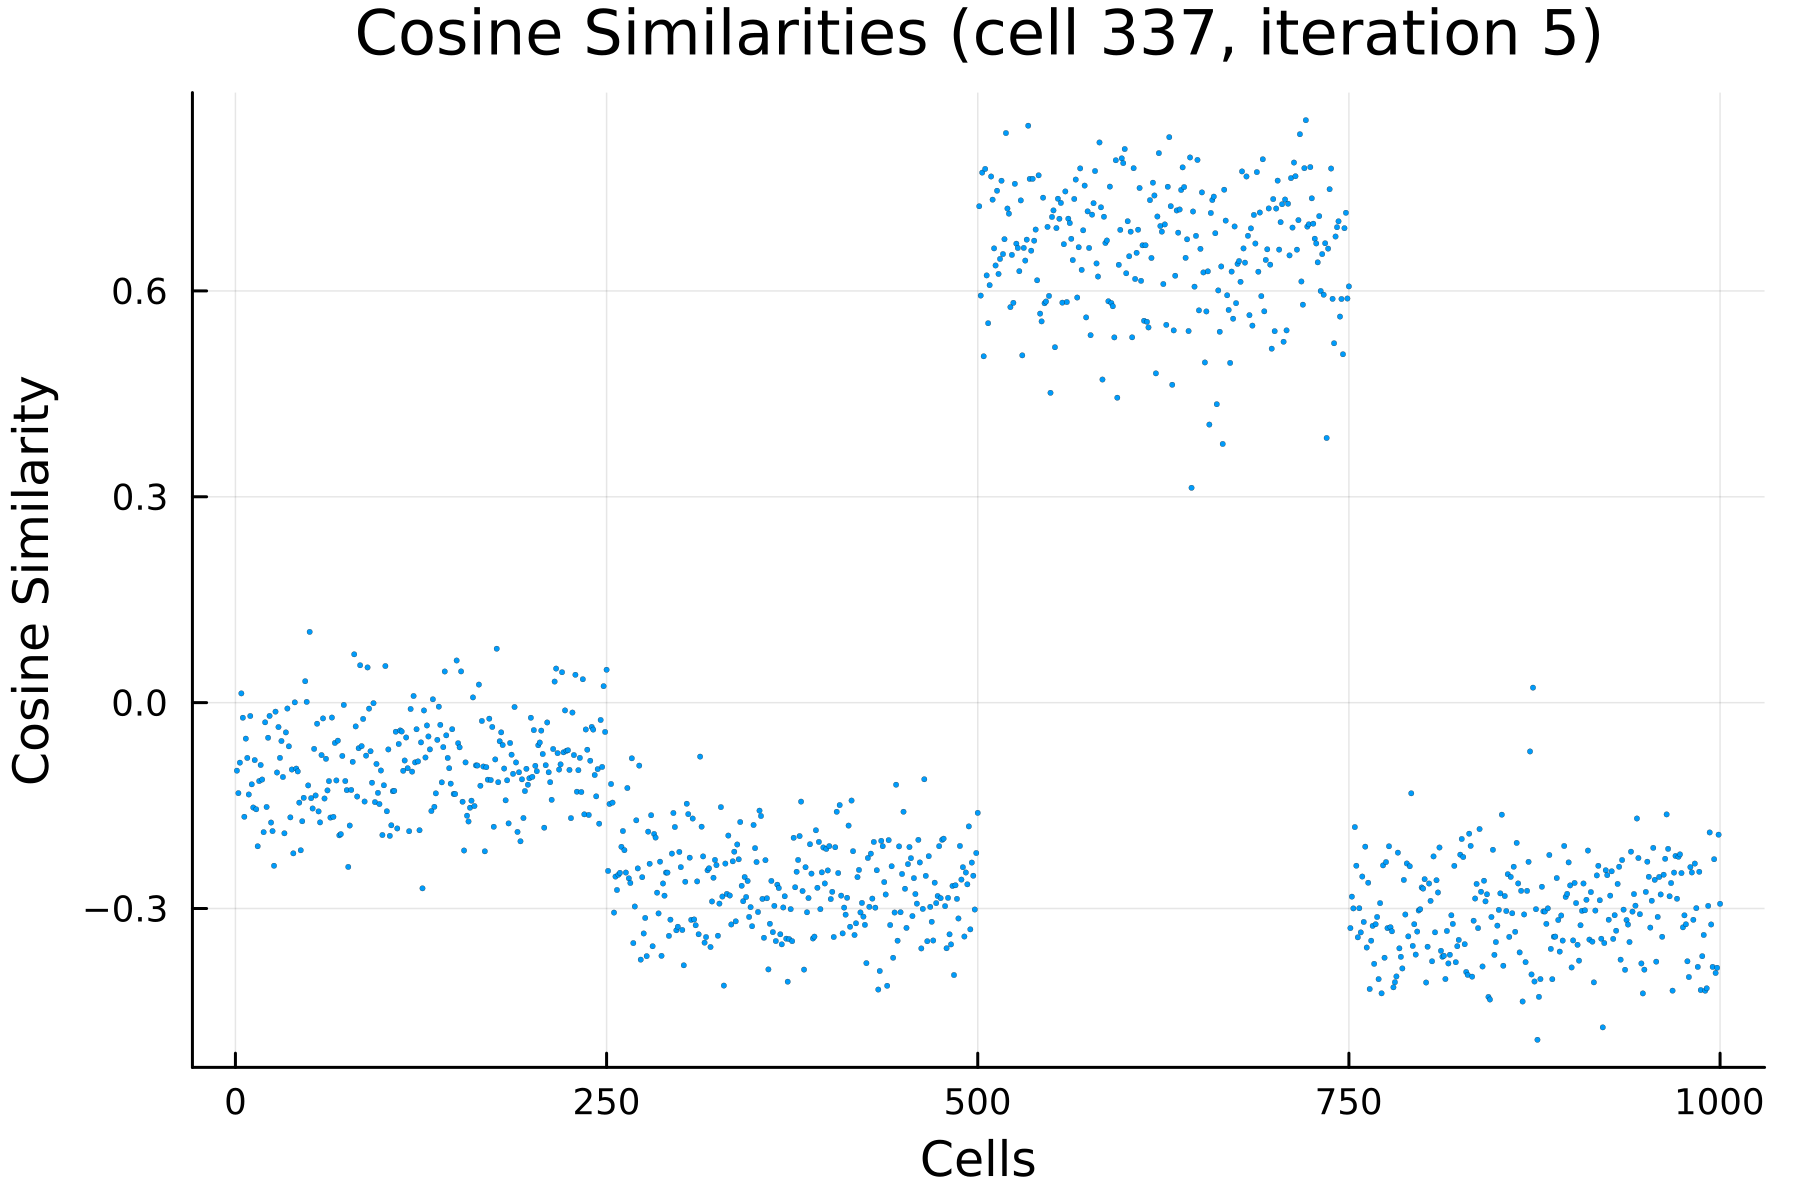 Cosine Similarities (cell 337, iteration 5)
Cosine Similarity
0.6
0.3
0.0
−0.3
0 250 500 750 1000
Cells